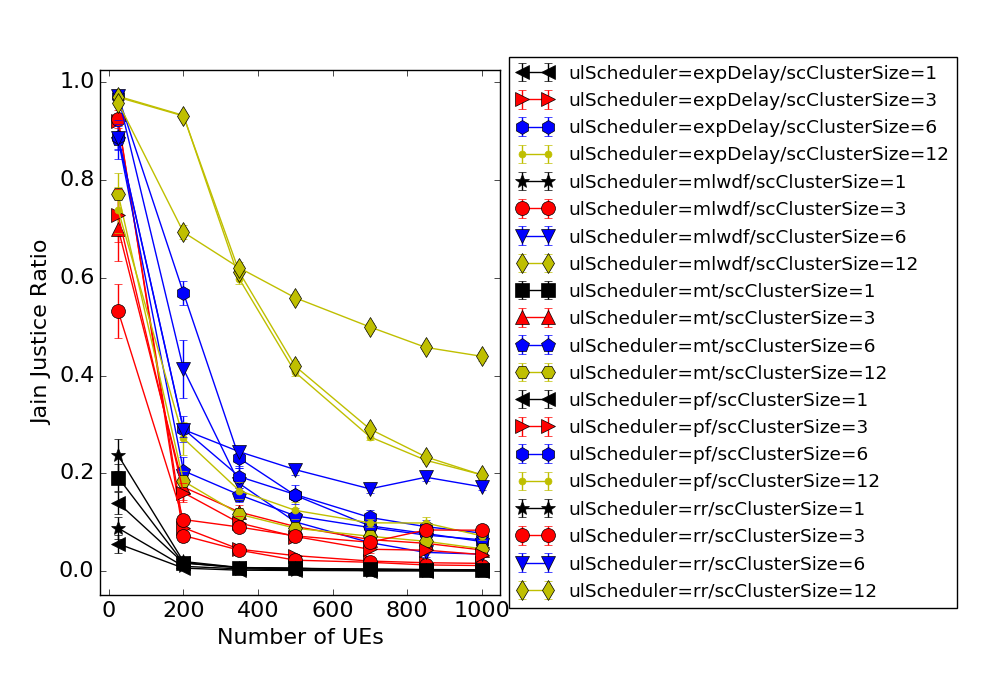 1.0
0.8
0.6
0.4
0.2
0.0
Jain Justice Ratio
0 200 400 600 800 1000
Number of UEs
ulScheduler=expDelay/scClusterSize=1
ulScheduler=expDelay/scClusterSize=3
ulScheduler=expDelay/scClusterSize=6
ulScheduler=expDelay/scClusterSize=12
ulScheduler=mlwdf/scClusterSize=1
ulScheduler=mlwdf/scClusterSize=3
ulScheduler=mlwdf/scClusterSize=6
ulScheduler=mlwdf/scClusterSize=12
ulScheduler=mt/scClusterSize=1
ulScheduler=mt/scClusterSize=3
ulScheduler=mt/scClusterSize=6
ulScheduler=mt/scClusterSize=12
ulScheduler=pf/scClusterSize=1
ulScheduler=pf/scClusterSize=3
ulScheduler=pf/scClusterSize=6
ulScheduler=pf/scClusterSize=12
ulScheduler=rr/scClusterSize=1
ulScheduler=rr/scClusterSize=3
ulScheduler=rr/scClusterSize=6
ulScheduler=rr/scClusterSize=12